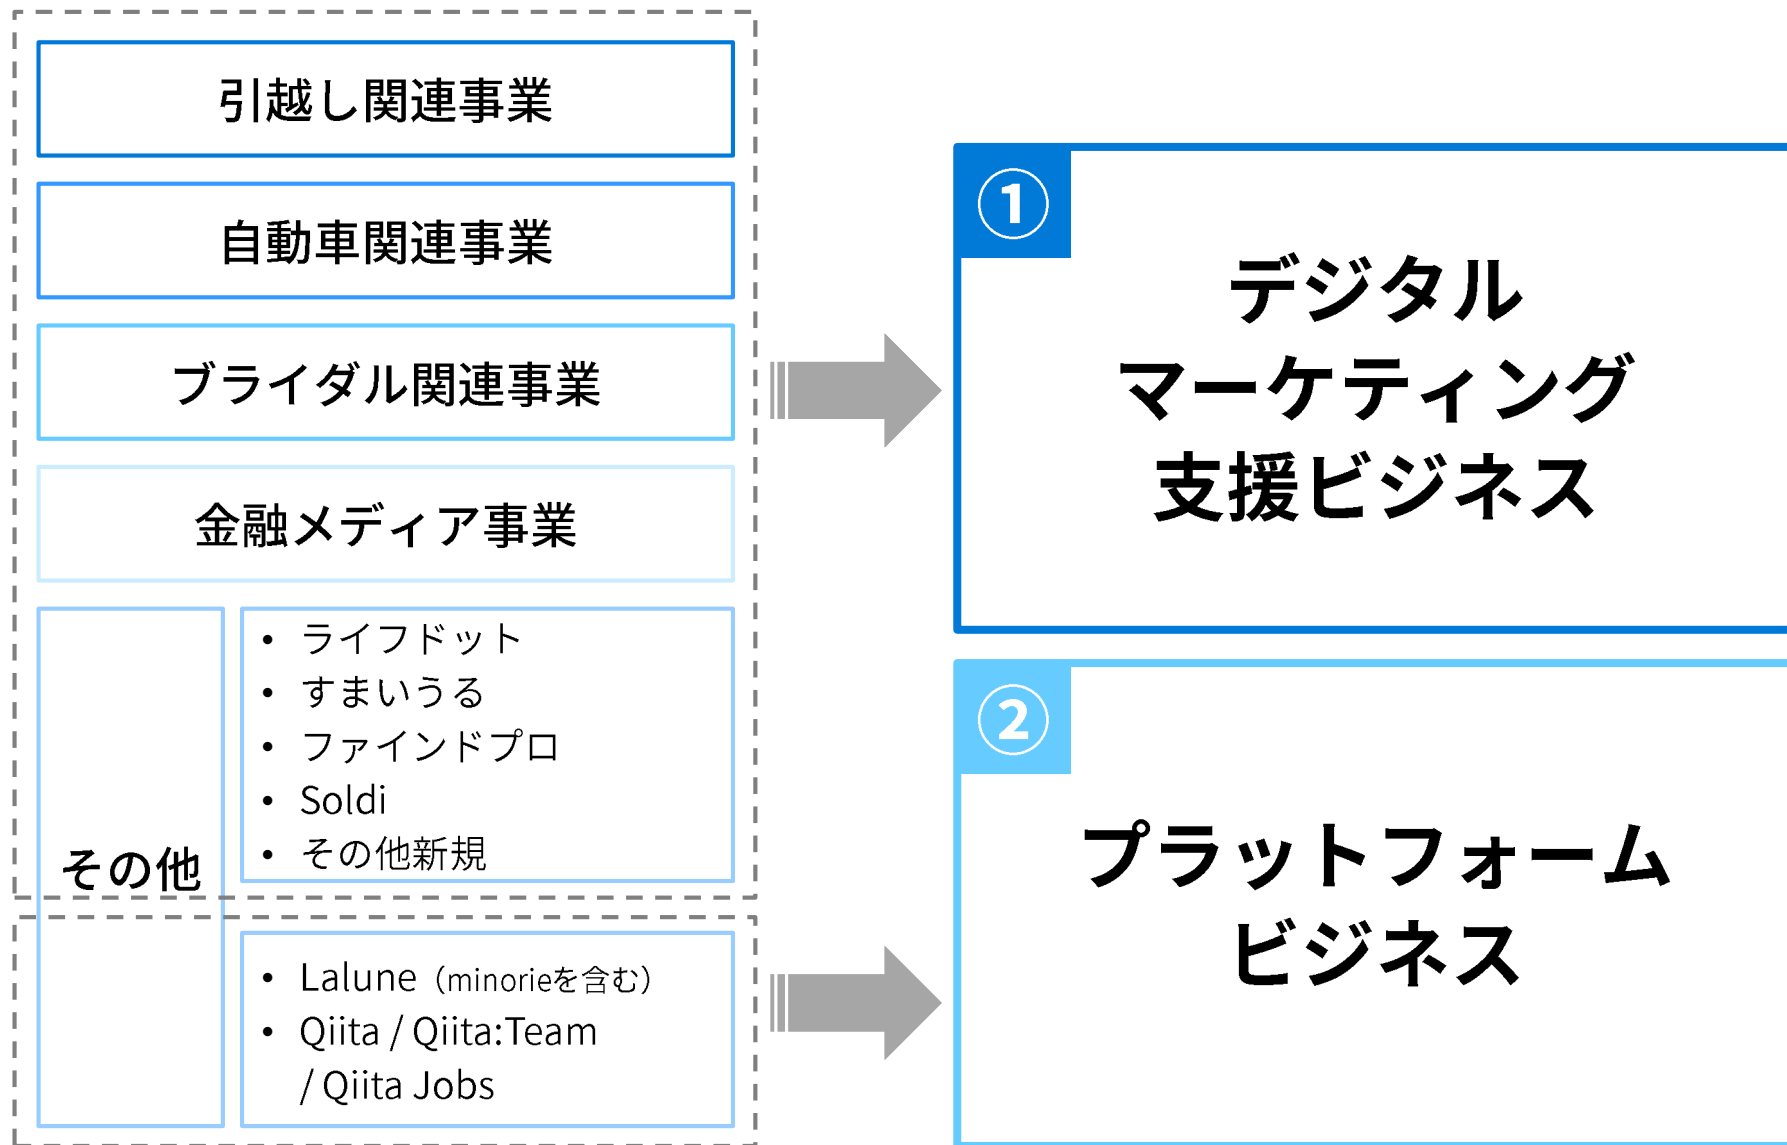 引越し関連事業
自動車関連事業
ブライダル関連事業
金融メディア事業
その他
• ライフドット
• すまいうる
• ファインドプロ
• Soldi
• その他新規
• Lalune（minorieを含む）
• Qiita / Qiita:Team
/ Qiita Jobs
①
デジタル
マーケティング
支援ビジネス
②
プラットフォーム
ビジネス